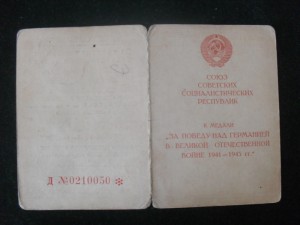 Д №0210050 *
СОЮЗ
СОВЕТСКИХ
СОЦИАЛИСТИЧЕСКИХ
РЕСПУБЛИК
К МЕДАЛИ
„ЗА ПОБЕДУ НАД ГЕРМАНИЕЙ
В ВЕЛИКОЙ ОТЕЧЕСТВЕННОЙ
ВОЙНЕ 1941—1945 гг."